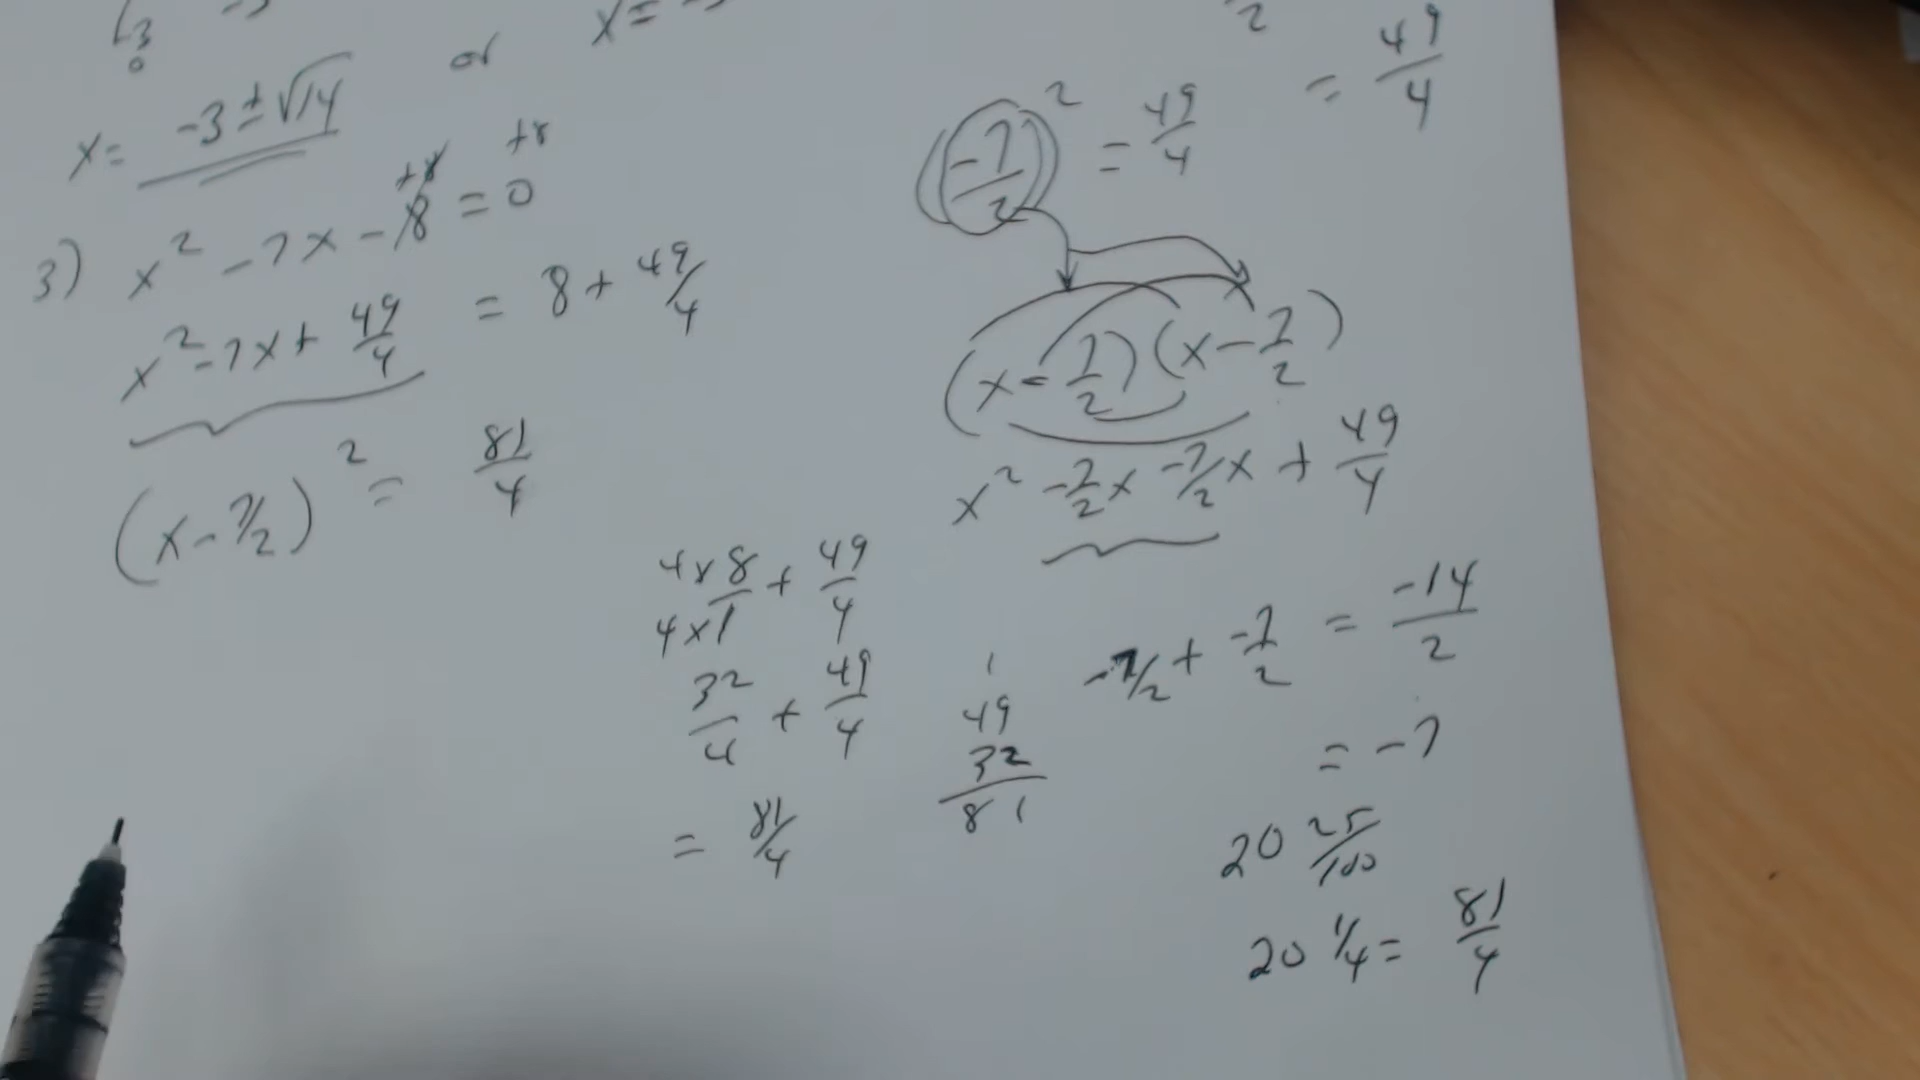 or
x =
x = -3 ± √14
+8 +8
3) x² - 7x - 8 = 0
x² - 7x + 49/4 = 8 + 49/4
(x - 7/2)² = 81/4
2
= 49/4
(-7/2)² = 49/4
(x - 7/2)(x - 7/2)
x² - 7/2x - 7/2x + 49/4
-7/2 + -7/2 = -14/2
= -7
20 25/100
20 1/4 = 81/4
4x8/4x1 + 49/4
32/4 + 49/4
= 81/4
1
49
32
81